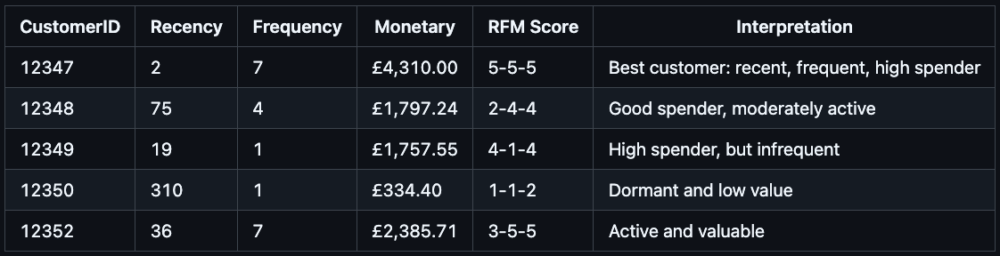 CustomerID Recency Frequency Monetary RFM Score Interpretation
12347 2 7 £4,310.00 5-5-5 Best customer: recent, frequent, high spender
12348 75 4 £1,797.24 2-4-4 Good spender, moderately active
12349 19 1 £1,757.55 4-1-4 High spender, but infrequent
12350 310 1 £334.40 1-1-2 Dormant and low value
12352 36 7 £2,385.71 3-5-5 Active and valuable